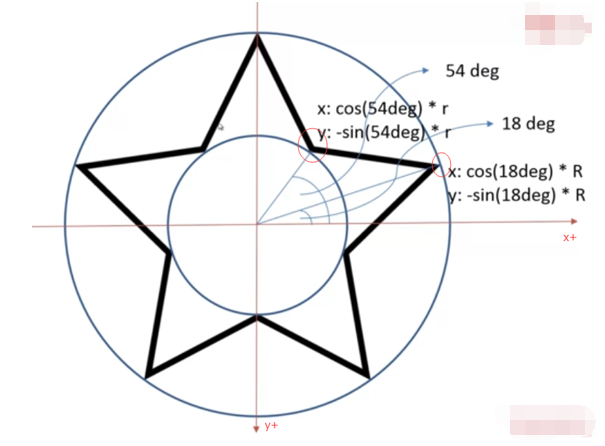 54 deg
x: cos(54deg) * r
y: -sin(54deg) * r
18 deg
x: cos(18deg) * R
y: -sin(18deg) * R
x+
y+